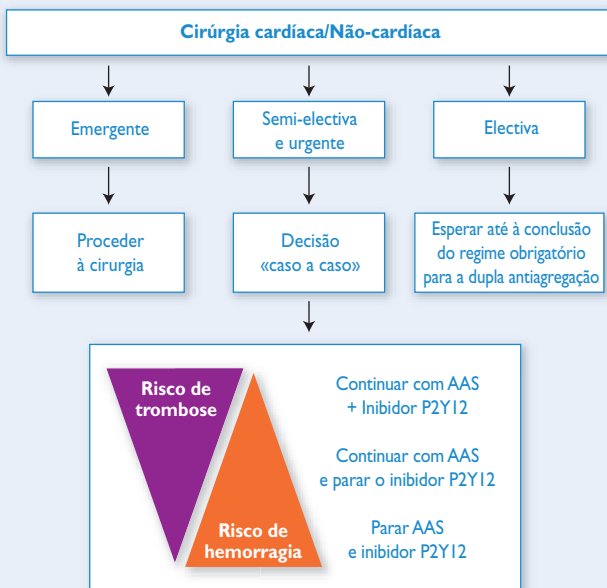 Cirúrgia cardíaca/Não-cardíaca
Emergente
Semi-electiva
e urgente
Electiva
Proceder
à cirurgia
Decisão
«caso a caso»
Esperar até à conclusão
do regime obrigatório
para a dupla antiagregação
Risco de
trombose
Risco de
hemorragia
Continuar com AAS
+ Inibidor P2Y12
Continuar com AAS
e parar o inibidor P2Y12
Parar AAS
e inibidor P2Y12